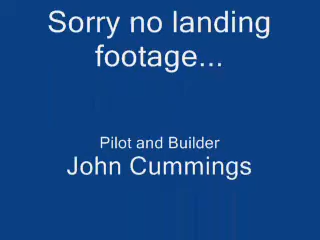 Sorry no landing
footage...
Pilot and Builder
John Cummings